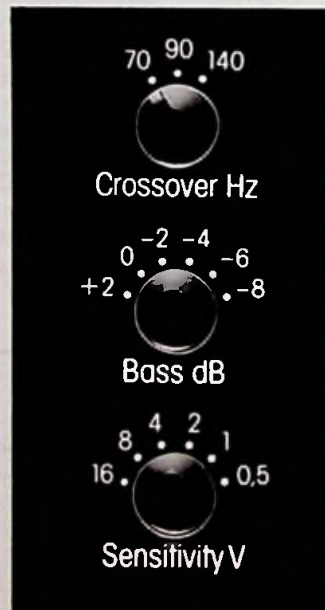 70 90 140
Crossover Hz
+2 0 -2 -4 -6 -8
Bass dB
16 8 4 2 1 0,5
Sensitivity V